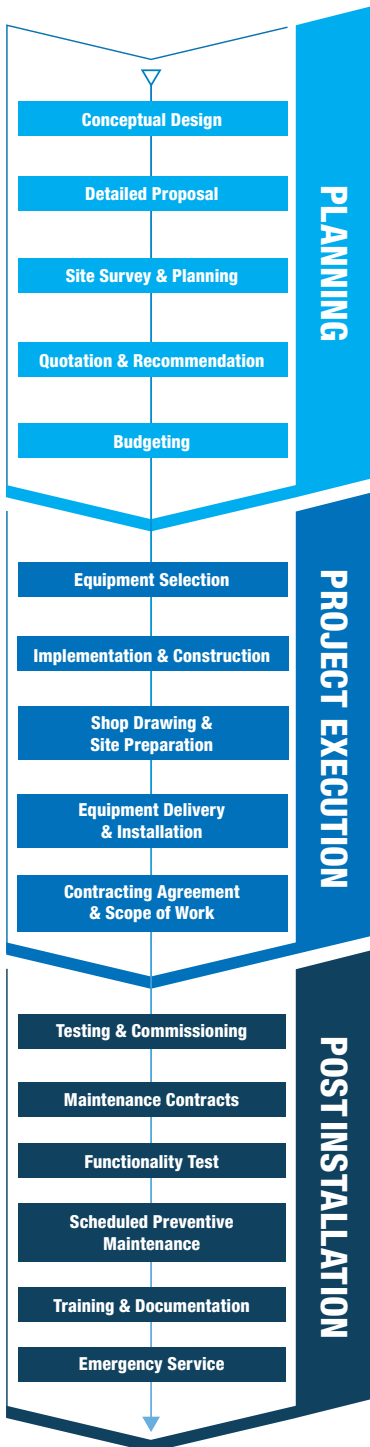 PLANNING
Conceptual Design
Detailed Proposal
Site Survey & Planning
Quotation & Recommendation
Budgeting
PROJECT EXECUTION
Equipment Selection
Implementation & Construction
Shop Drawing &
Site Preparation
Equipment Delivery
& Installation
Contracting Agreement
& Scope of Work
POST INSTALLATION
Testing & Commissioning
Maintenance Contracts
Functionality Test
Scheduled Preventive
Maintenance
Training & Documentation
Emergency Service